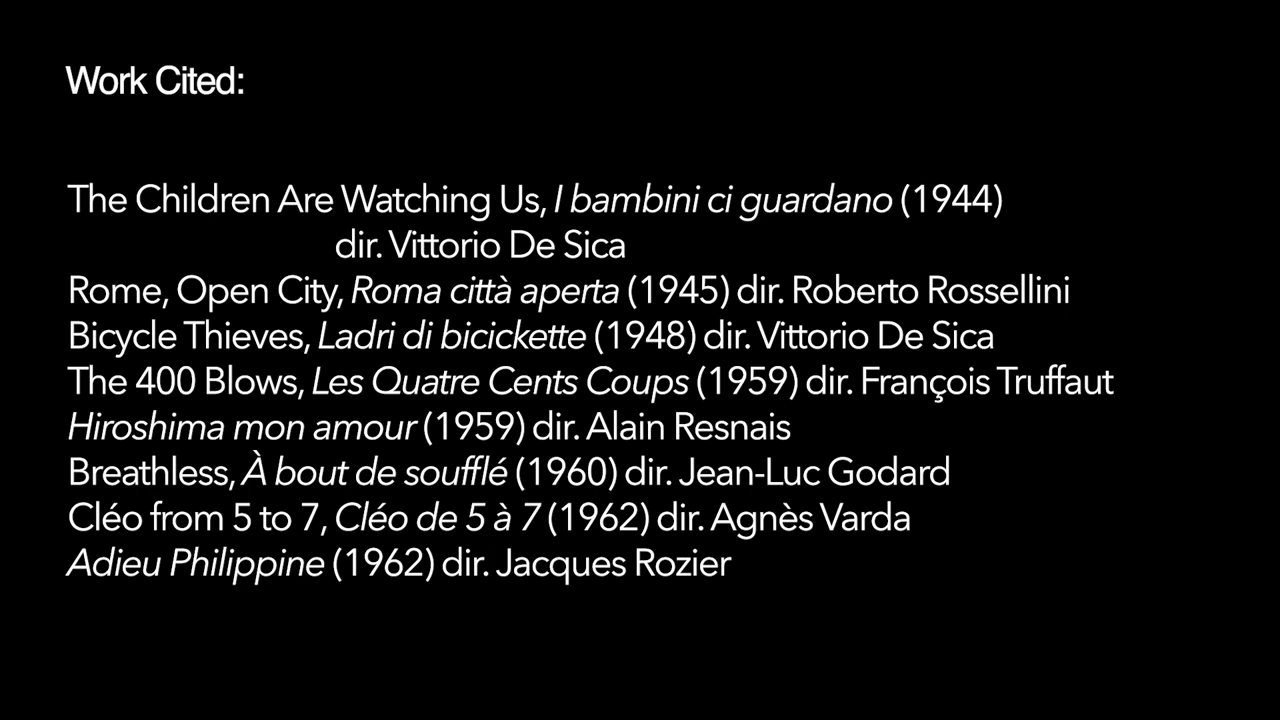 Work Cited:
The Children Are Watching Us, I bambini ci guardano (1944)
dir. Vittorio De Sica
Rome, Open City, Roma città aperta (1945) dir. Roberto Rossellini
Bicycle Thieves, Ladri di bicickette (1948) dir. Vittorio De Sica
The 400 Blows, Les Quatre Cents Coups (1959) dir. François Truffaut
Hiroshima mon amour (1959) dir. Alain Resnais
Breathless, À bout de soufflé (1960) dir. Jean-Luc Godard
Cléo from 5 to 7, Cléo de 5 à 7 (1962) dir. Agnès Varda
Adieu Philippine (1962) dir. Jacques Rozier